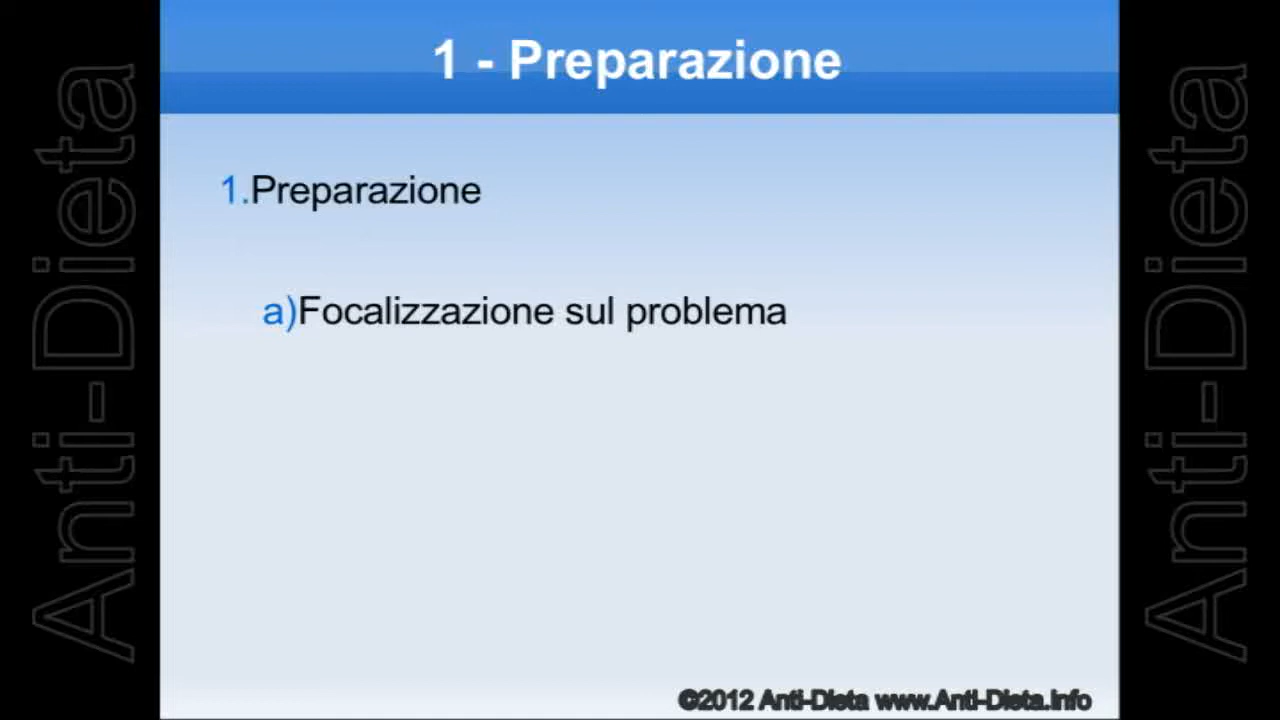 1 - Preparazione
1.Preparazione
a)Focalizzazione sul problema
©2012 Anti-Dieta www.Anti-Dieta.info
Anti-Dieta
Anti-Dieta